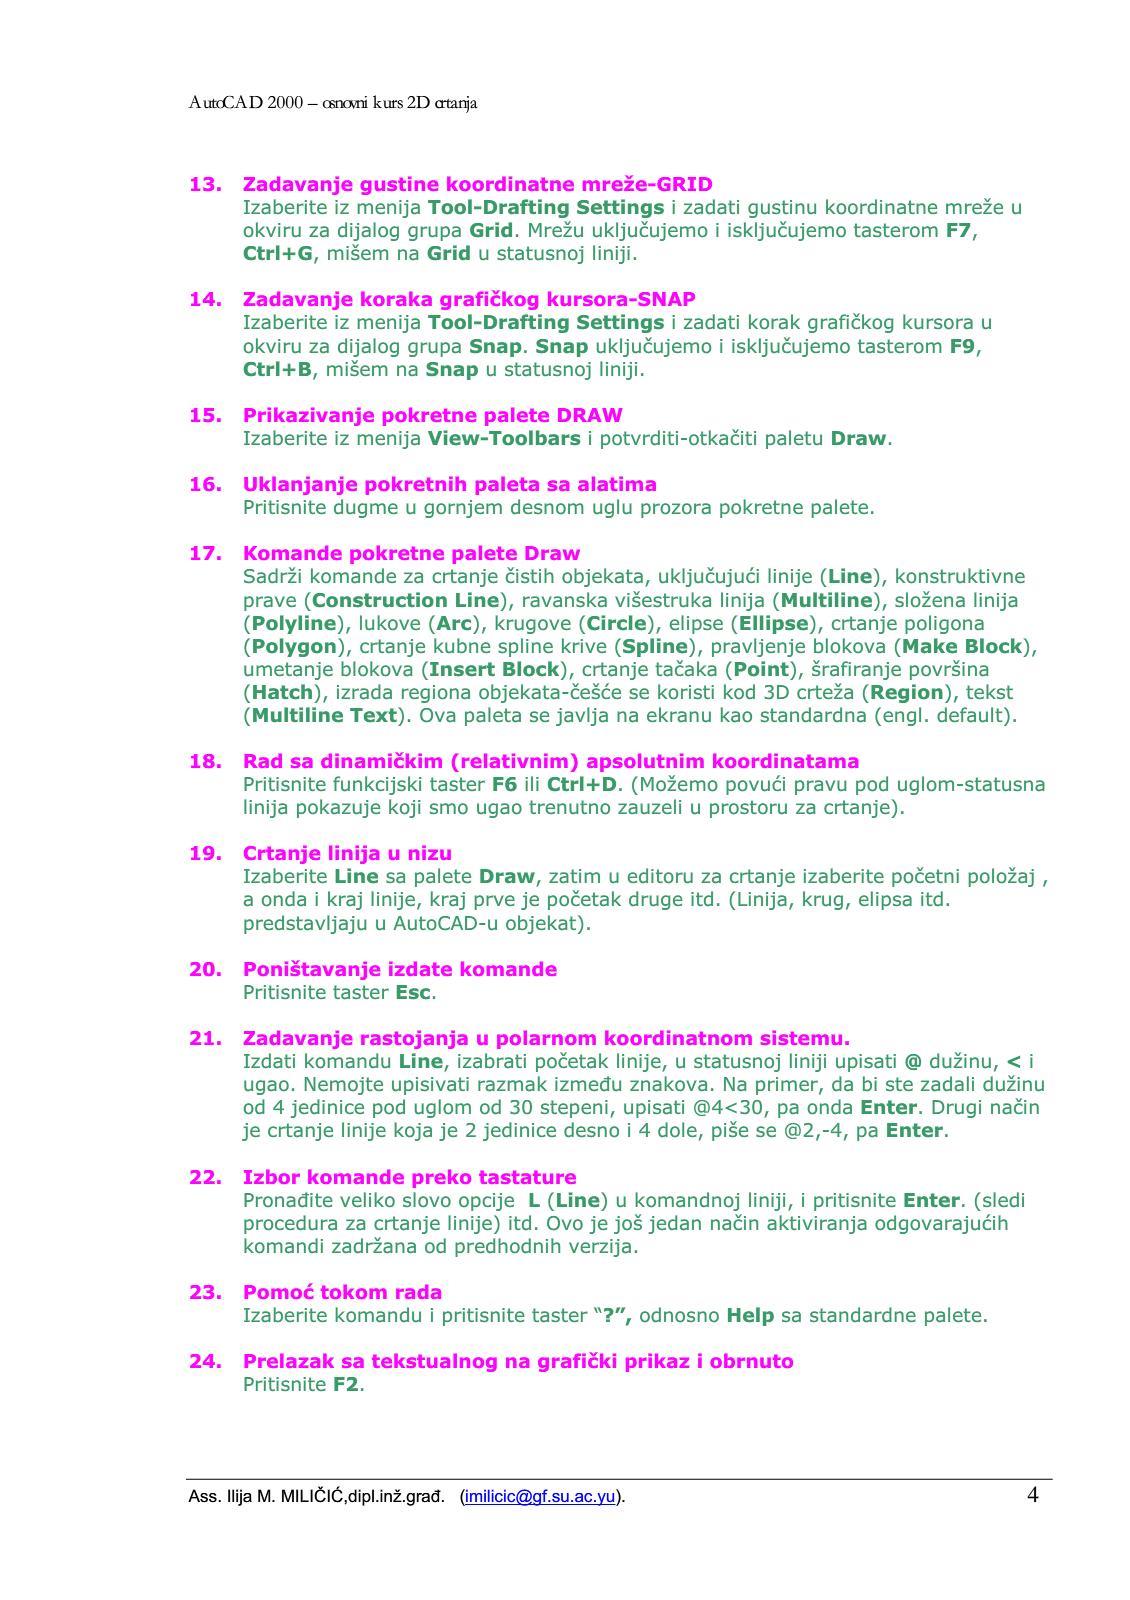 AutoCAD 2000 – osnovni kurs 2D crtanja
13. Zadavanje gustine koordinatne mreže-GRID
Izaberite iz menija Tool-Drafting Settings i zadati gustinu koordinatne mreže u
okviru za dijalog grupa Grid. Mrežu uključujemo i isključujemo tasterom F7,
Ctrl+G, mišem na Grid u statusnoj liniji.
14. Zadavanje koraka grafičkog kursora-SNAP
Izaberite iz menija Tool-Drafting Settings i zadati korak grafičkog kursora u
okviru za dijalog grupa Snap. Snap uključujemo i isključujemo tasterom F9,
Ctrl+B, mišem na Snap u statusnoj liniji.
15. Prikazivanje pokretne palete DRAW
Izaberite iz menija View-Toolbars i potvrditi-otkačiti paletu Draw.
16. Uklanjanje pokretnih paleta sa alatima
Pritisnite dugme u gornjem desnom uglu prozora pokretne palete.
17. Komande pokretne palete Draw
Sadrži komande za crtanje čistih objekata, uključujući linije (Line), konstruktivne
prave (Construction Line), ravanska višestruka linija (Multiline), složena linija
(Polyline), lukove (Arc), krugove (Circle), elipse (Ellipse), crtanje poligona
(Polygon), crtanje kubne spline krive (Spline), pravljenje blokova (Make Block),
umetanje blokova (Insert Block), crtanje tačaka (Point), šrafiranje površina
(Hatch), izrada regiona objekata-češće se koristi kod 3D crteža (Region), tekst
(Multiline Text). Ova paleta se javlja na ekranu kao standardna (engl. default).
18. Rad sa dinamičkim (relativnim) apsolutnim koordinatama
Pritisnite funkcijski taster F6 ili Ctrl+D. (Možemo povući pravu pod uglom-statusna
linija pokazuje koji smo ugao trenutno zauzeli u prostoru za crtanje).
19. Crtanje linija u nizu
Izaberite Line sa palete Draw, zatim u editoru za crtanje izaberite početni položaj ,
a onda i kraj linije, kraj prve je početak druge itd. (Linija, krug, elipsa itd.
predstavljaju u AutoCAD-u objekat).
20. Poništavanje izdate komande
Pritisnite taster Esc.
21. Zadavanje rastojanja u polarnom koordinatnom sistemu.
Izdati komandu Line, izabrati početak linije, u statusnoj liniji upisati @ dužinu, < i
ugao. Nemojte upisivati razmak između znakova. Na primer, da bi ste zadali dužinu
od 4 jedinice pod uglom od 30 stepeni, upisati @4<30, pa onda Enter. Drugi način
je crtanje linije koja je 2 jedinice desno i 4 dole, piše se @2,-4, pa Enter.
22. Izbor komande preko tastature
Pronađite veliko slovo opcije L (Line) u komandnoj liniji, i pritisnite Enter. (sledi
procedura za crtanje linije) itd. Ovo je još jedan način aktiviranja odgovarajućih
komandi zadržana od predhodnih verzija.
23. Pomoć tokom rada
Izaberite komandu i pritisnite taster “?”, odnosno Help sa standardne palete.
24. Prelazak sa tekstualnog na grafički prikaz i obrnuto
Pritisnite F2.
Ass. Ilija M. MILIČIĆ,dipl.inž.građ. (imilicic@gf.su.ac.yu). 4